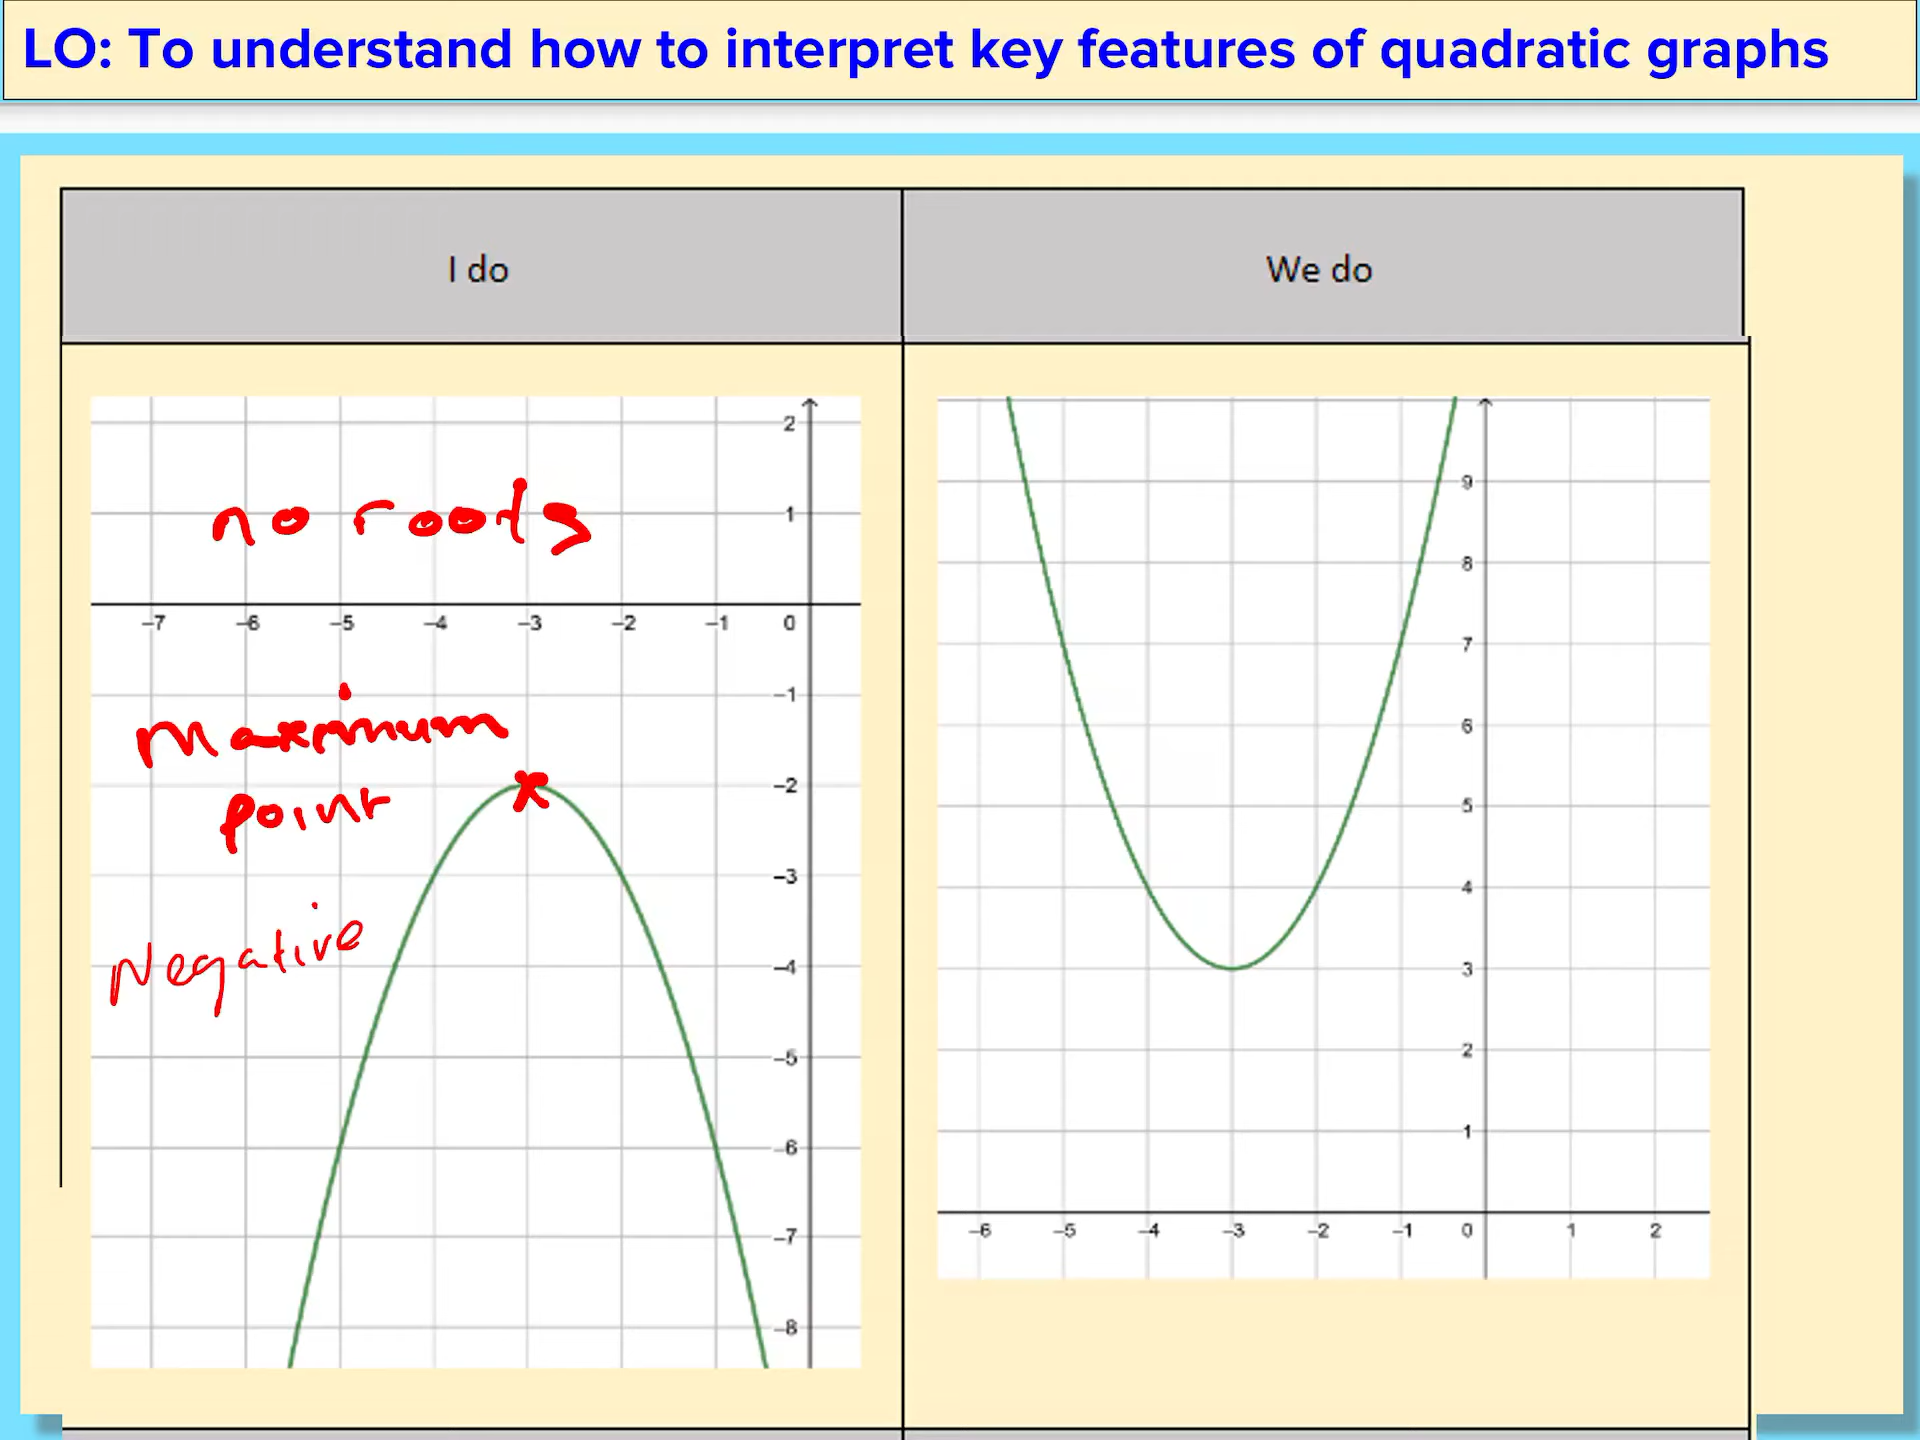 LO: To understand how to interpret key features of quadratic graphs
I do
We do
2
1
no roots
-7 -6 -5 -4 -3 -2 -1 0
-1
Maximum
point
-2
-3
Negative
-4
-5
-6
-7
-8
9
8
7
6
5
4
3
2
1
-6 -5 -4 -3 -2 -1 0 1 2